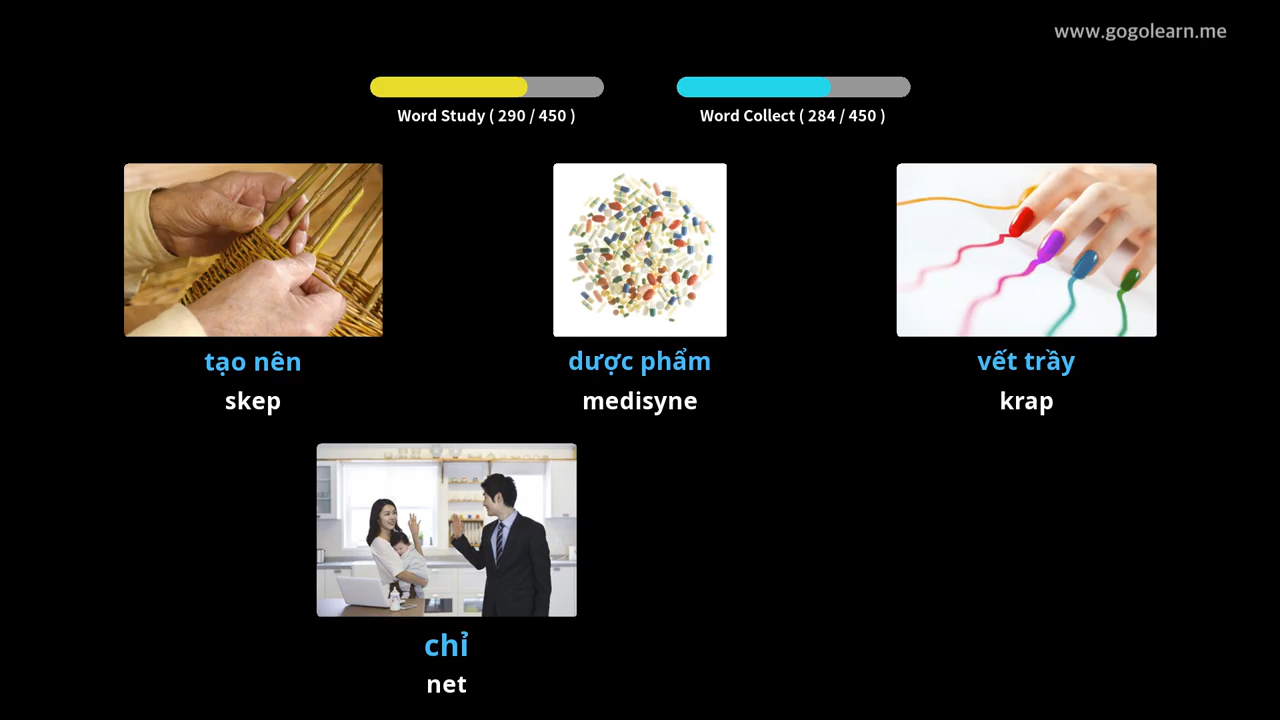 www.gogolearn.me
Word Study ( 290 / 450 )
Word Collect ( 284 / 450 )
tạo nên
skep
dược phẩm
medisyne
vết trầy
krap
chỉ
net